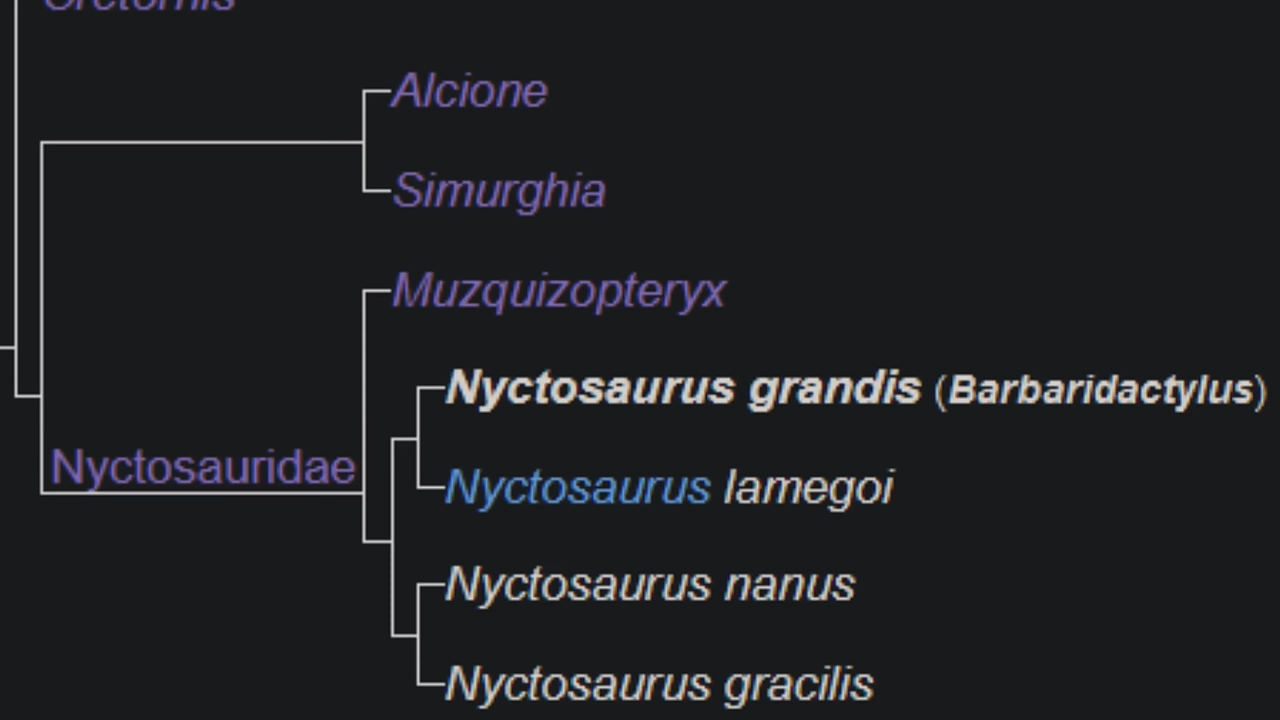 Alcione
Simurghia
Muzquizopteryx
Nyctosaurus grandis (Barbaridactylus)
Nyctosauridae
Nyctosaurus lamegoi
Nyctosaurus nanus
Nyctosaurus gracilis